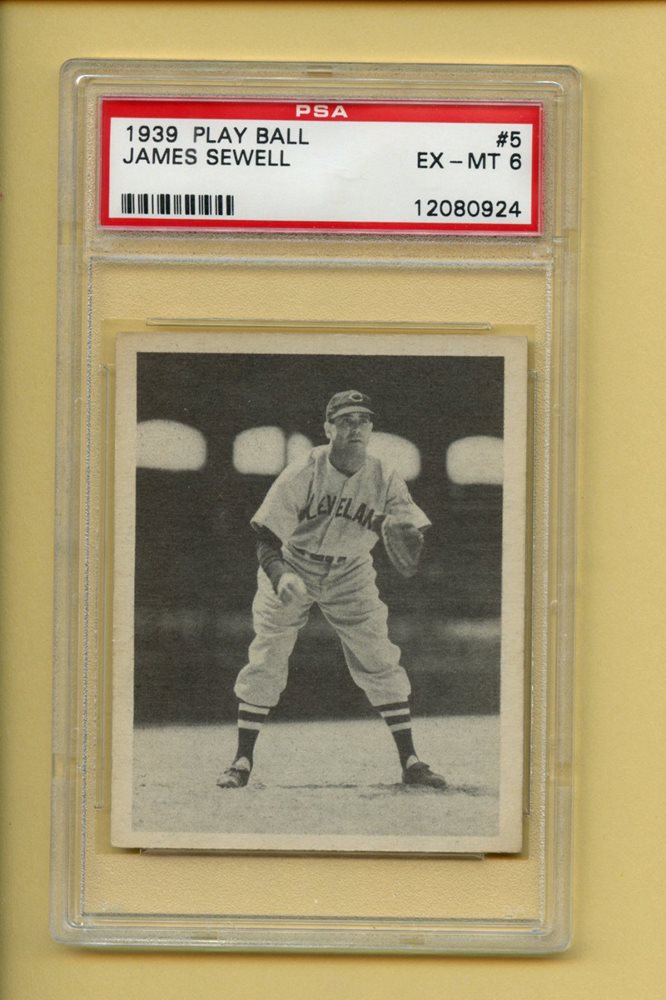 PSA
1939 PLAY BALL #5
JAMES SEWELL EX - MT 6
12080924
C
CLEVELAND